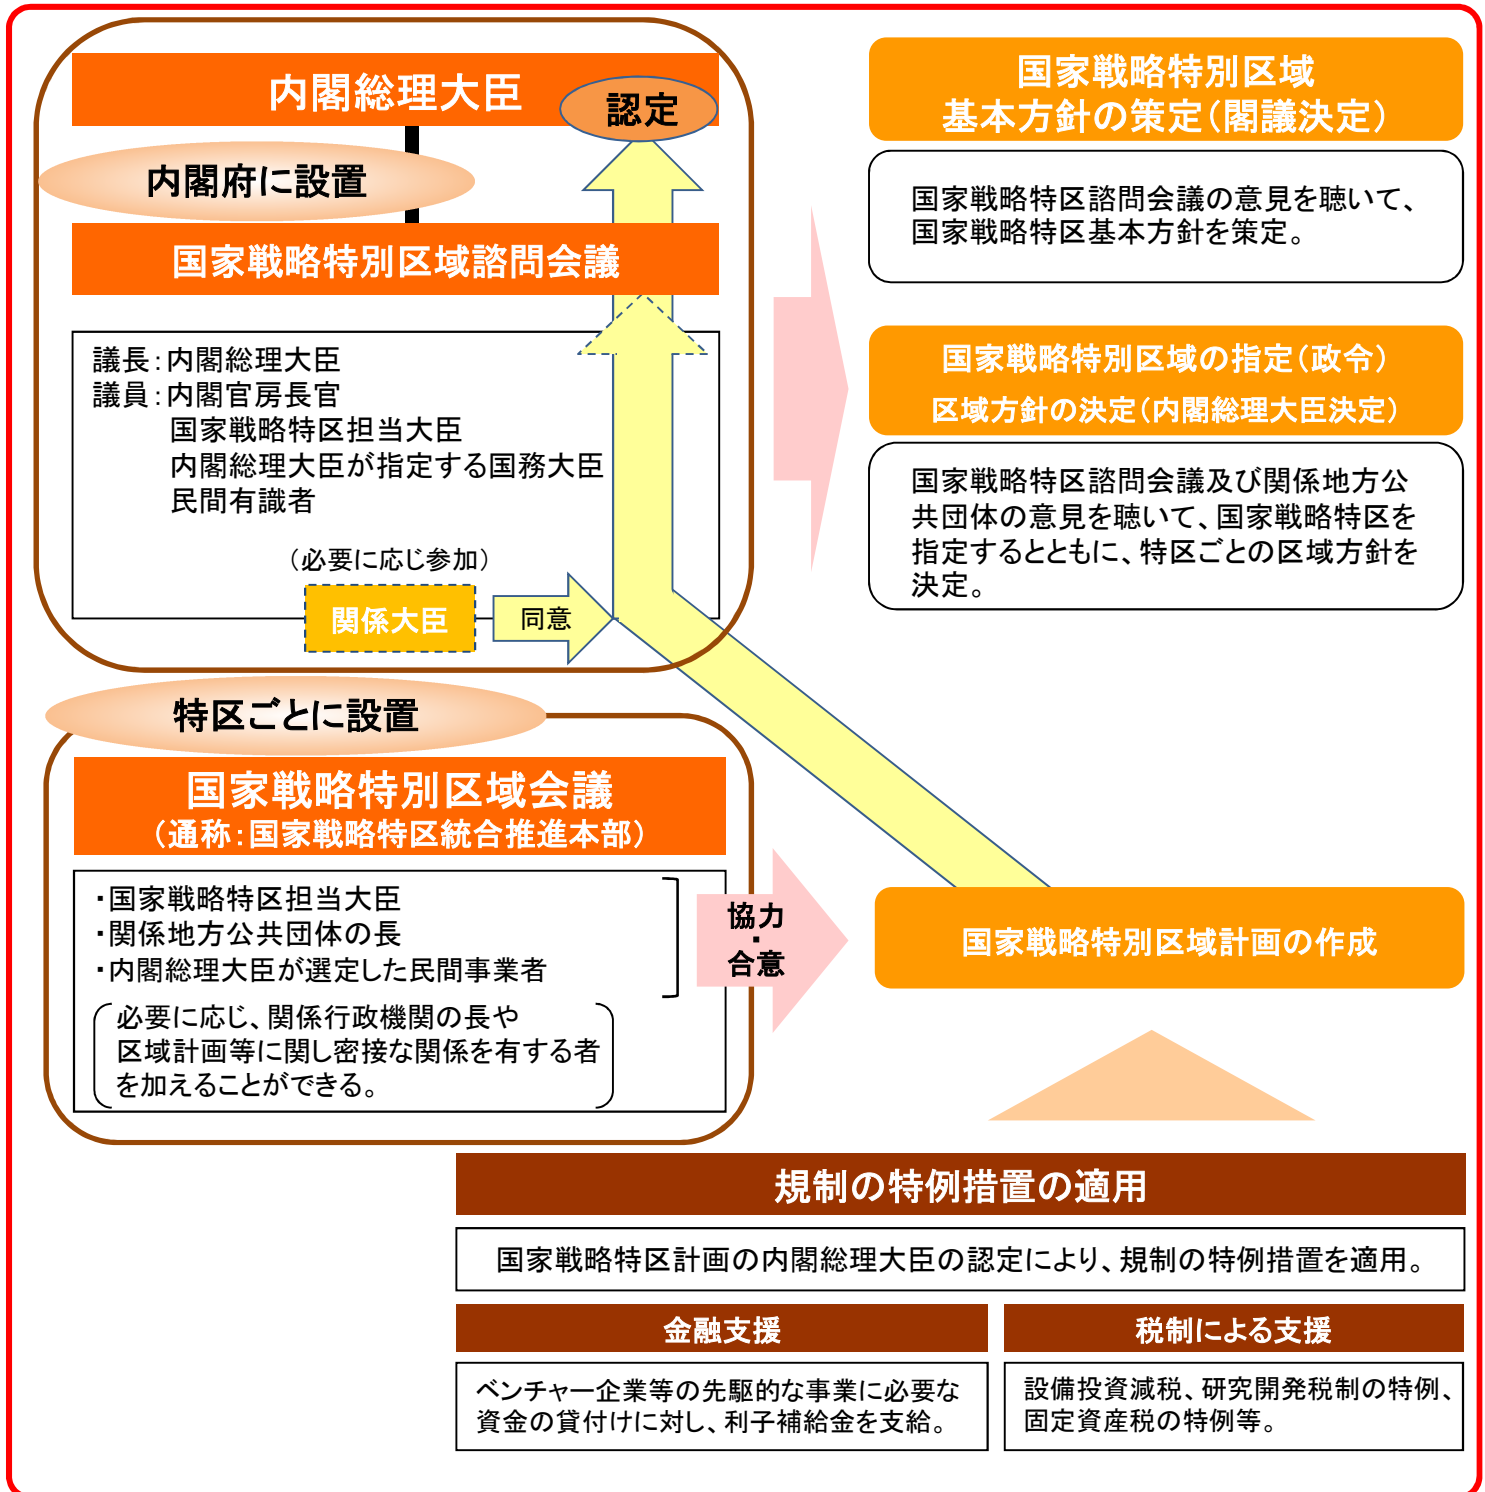 内閣総理大臣
認定
内閣府に設置
国家戦略特別区域諮問会議
議長：内閣総理大臣
議員：内閣官房長官
国家戦略特区担当大臣
内閣総理大臣が指定する国務大臣
民間有識者
（必要に応じ参加）
関係大臣
同意
国家戦略特別区域
基本方針の策定（閣議決定）
国家戦略特区諮問会議の意見を聴いて、
国家戦略特区基本方針を策定。
国家戦略特別区域の指定（政令）
区域方針の決定（内閣総理大臣決定）
国家戦略特区諮問会議及び関係地方公
共団体の意見を聴いて、国家戦略特区を
指定するとともに、特区ごとの区域方針を
決定。
特区ごとに設置
国家戦略特別区域会議
（通称：国家戦略特区統合推進本部）
・国家戦略特区担当大臣
・関係地方公共団体の長
・内閣総理大臣が選定した民間事業者
必要に応じ、関係行政機関の長や
区域計画等に関し密接な関係を有する者
を加えることができる。
協力
・
合意
国家戦略特別区域計画の作成
規制の特例措置の適用
国家戦略特区計画の内閣総理大臣の認定により、規制の特例措置を適用。
金融支援
ベンチャー企業等の先駆的な事業に必要な
資金の貸付けに対し、利子補給金を支給。
税制による支援
設備投資減税、研究開発税制の特例、
固定資産税の特例等。